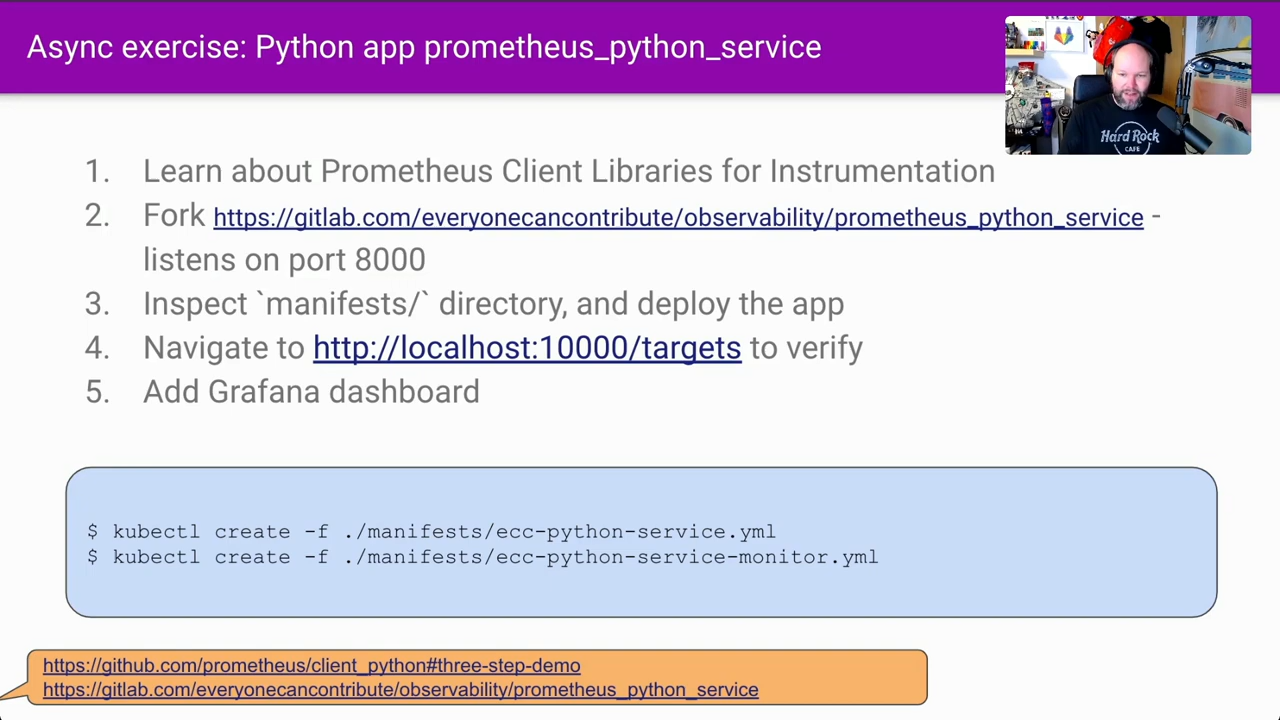 Async exercise: Python app prometheus_python_service
Hard Rock
CAFE
1. Learn about Prometheus Client Libraries for Instrumentation
2. Fork https://gitlab.com/everyonecancontribute/observability/prometheus_python_service -
listens on port 8000
3. Inspect `manifests/` directory, and deploy the app
4. Navigate to http://localhost:10000/targets to verify
5. Add Grafana dashboard
$ kubectl create -f ./manifests/ecc-python-service.yml
$ kubectl create -f ./manifests/ecc-python-service-monitor.yml
https://github.com/prometheus/client_python#three-step-demo
https://gitlab.com/everyonecancontribute/observability/prometheus_python_service